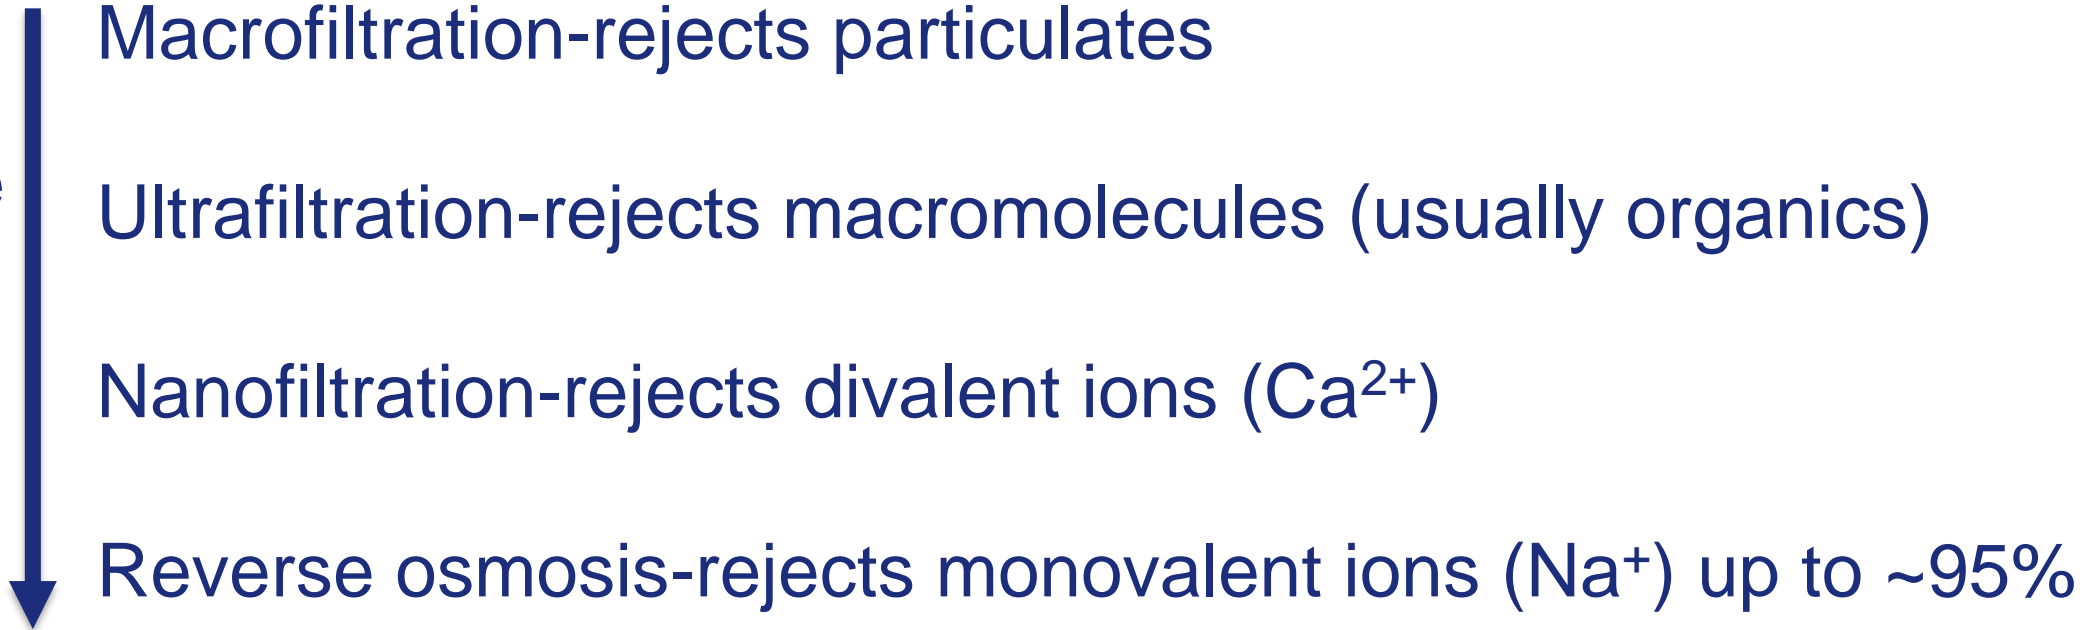 Macrofiltration-rejects particulates
Ultrafiltration-rejects macromolecules (usually organics)
Nanofiltration-rejects divalent ions (Ca²⁺)
Reverse osmosis-rejects monovalent ions (Na⁺) up to ~95%